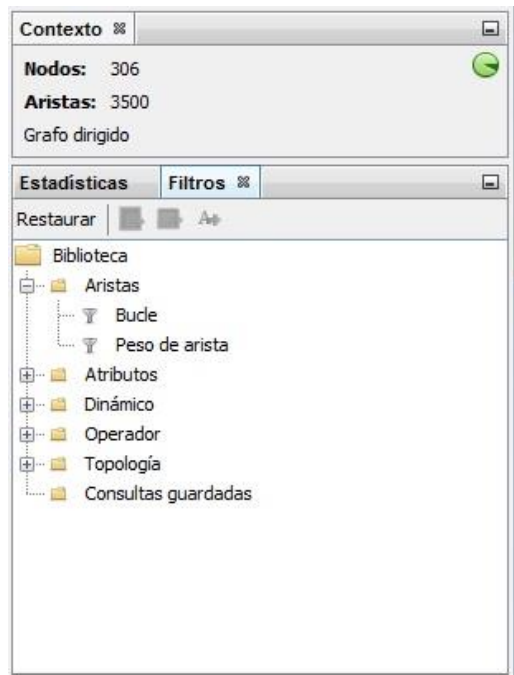 Contexto
Nodos: 306
Aristas: 3500
Grafo dirigido
Estadísticas Filtros
Restaurar
Biblioteca
Aristas
Bucle
Peso de arista
Atributos
Dinámico
Operador
Topología
Consultas guardadas